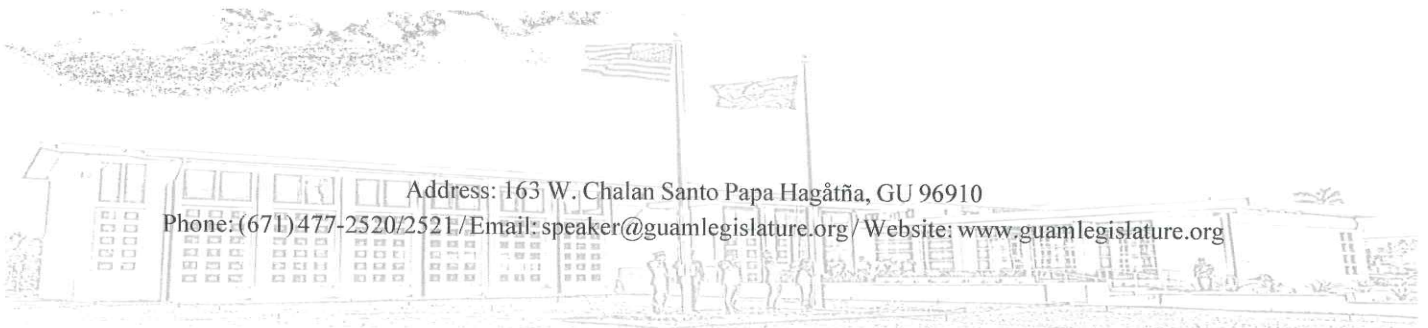 Address: 163 W. Chalan Santo Papa Hagåtña, GU 96910
Phone: (671)477-2520/2521/Email: speaker@guamlegislature.org/ Website: www.guamlegislature.org